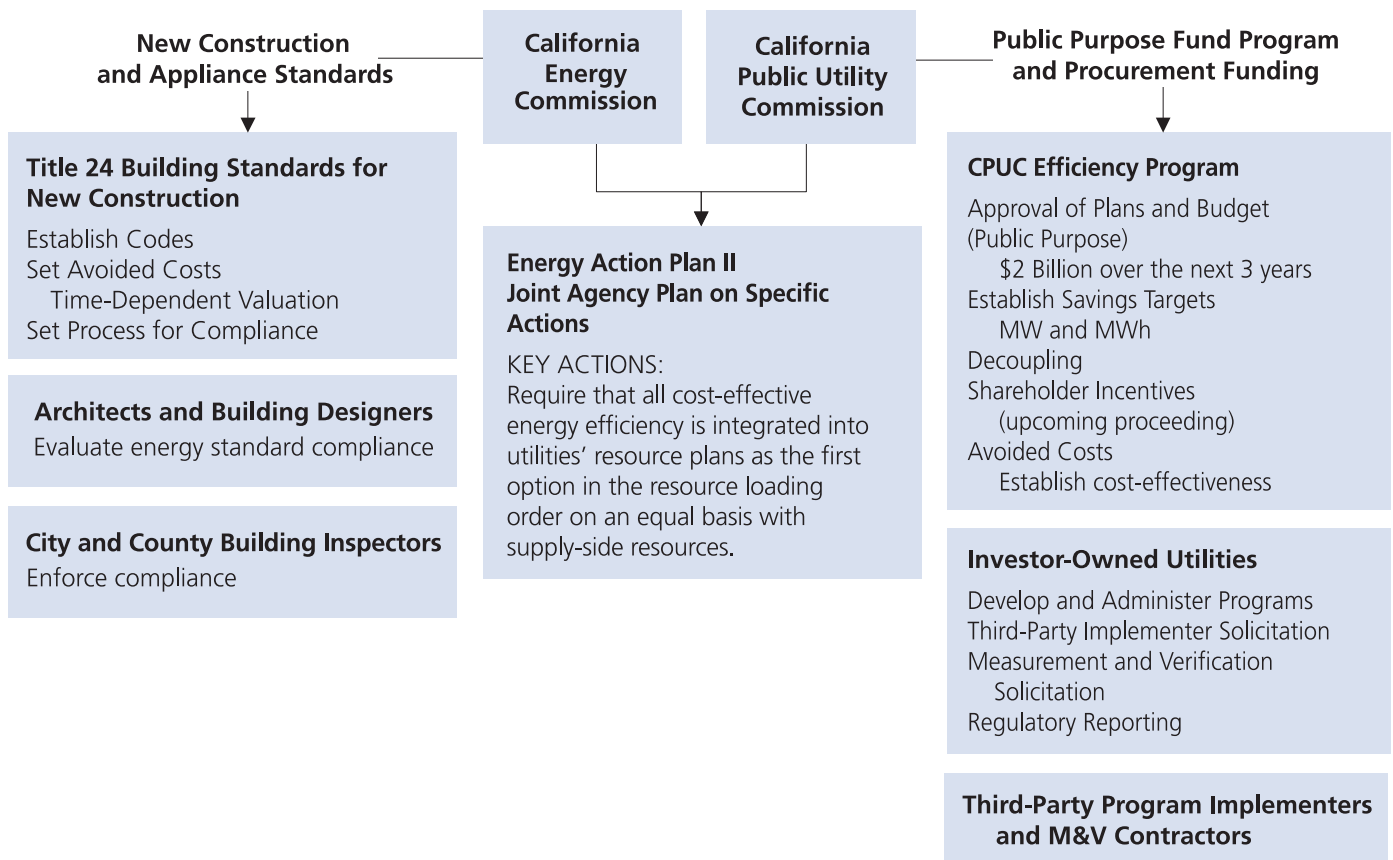 New Construction
and Appliance Standards
California
Energy
Commission
California
Public Utility
Commission
Public Purpose Fund Program
and Procurement Funding
Title 24 Building Standards for
New Construction
Establish Codes
Set Avoided Costs
Time-Dependent Valuation
Set Process for Compliance
Architects and Building Designers
Evaluate energy standard compliance
City and County Building Inspectors
Enforce compliance
Energy Action Plan II
Joint Agency Plan on Specific
Actions
KEY ACTIONS:
Require that all cost-effective
energy efficiency is integrated into
utilities’ resource plans as the first
option in the resource loading
order on an equal basis with
supply-side resources.
CPUC Efficiency Program
Approval of Plans and Budget
(Public Purpose)
$2 Billion over the next 3 years
Establish Savings Targets
MW and MWh
Decoupling
Shareholder Incentives
(upcoming proceeding)
Avoided Costs
Establish cost-effectiveness
Investor-Owned Utilities
Develop and Administer Programs
Third-Party Implementer Solicitation
Measurement and Verification
Solicitation
Regulatory Reporting
Third-Party Program Implementers
and M&V Contractors